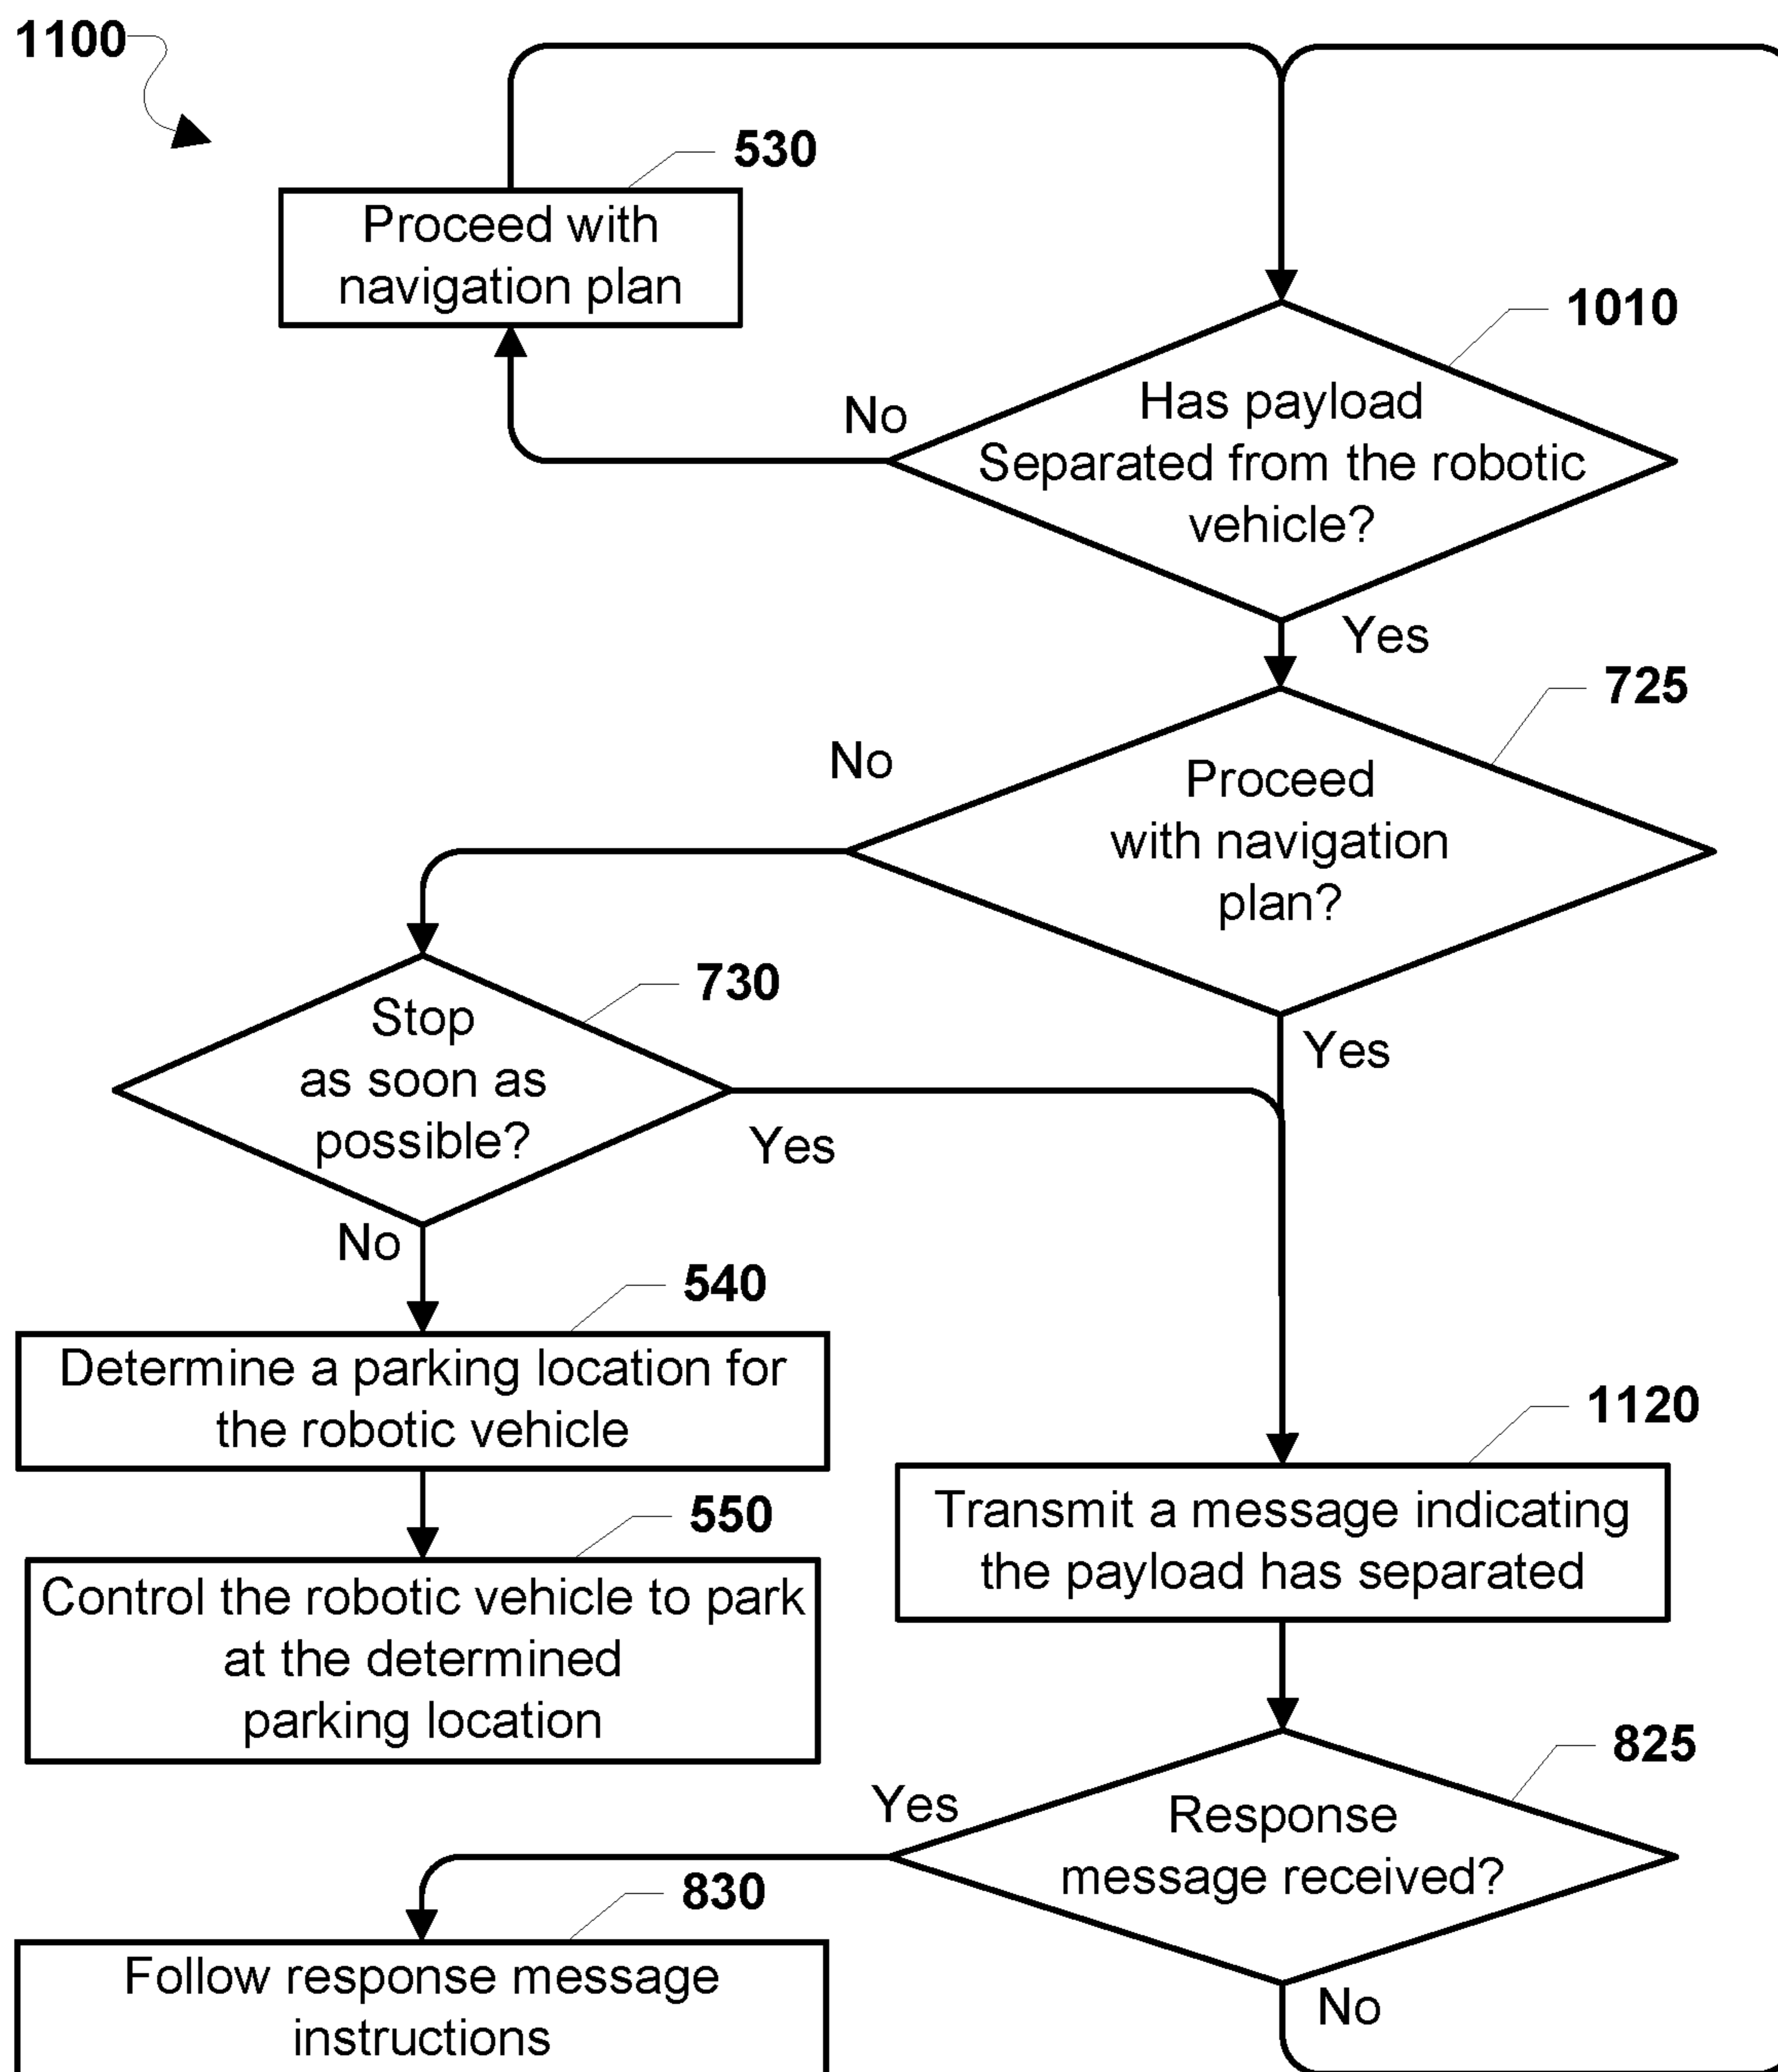 1100
530
Proceed with
navigation plan
1010
No
Has payload
Separated from the robotic
vehicle?
Yes
725
No
Proceed
with navigation
plan?
730
Stop
as soon as
possible?
Yes
Yes
No
540
Determine a parking location for
the robotic vehicle
1120
Transmit a message indicating
the payload has separated
550
Control the robotic vehicle to park
at the determined
parking location
825
Yes
Response
message received?
830
Follow response message
instructions
No